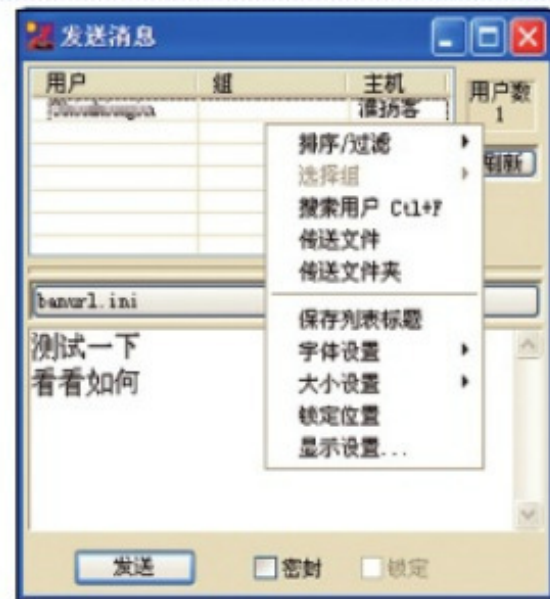 发送消息
用户 组 主机
用户数
1
刷新
排序/过滤
选择组
搜索用户 Ctl+F
传送文件
传送文件夹
保存列表标题
字体设置
大小设置
锁定位置
显示设置...
banurl.ini
测试一下
看看如何
发送 密封 锁定